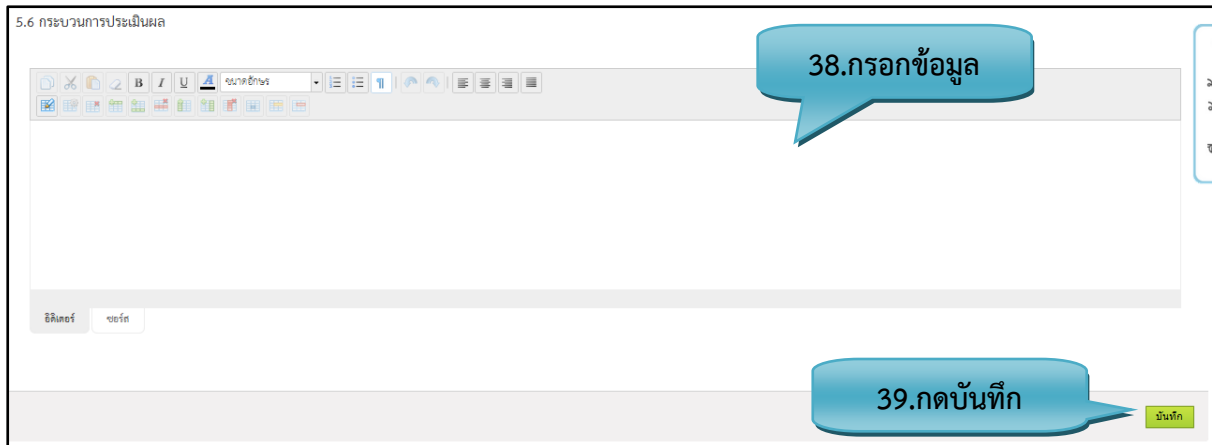 5.6 กระบวนการประเมินผล
38.กรอกข้อมูล
B I U A ขนาดอักษร
อิดิเตอร์ ซอร์ส
39.กดบันทึก
บันทึก